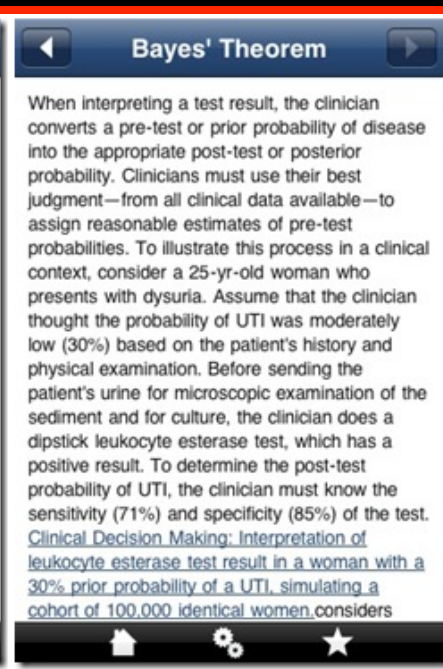 Bayes' Theorem
When interpreting a test result, the clinician
converts a pre-test or prior probability of disease
into the appropriate post-test or posterior
probability. Clinicians must use their best
judgment—from all clinical data available—to
assign reasonable estimates of pre-test
probabilities. To illustrate this process in a clinical
context, consider a 25-yr-old woman who
presents with dysuria. Assume that the clinician
thought the probability of UTI was moderately
low (30%) based on the patient's history and
physical examination. Before sending the
patient's urine for microscopic examination of the
sediment and for culture, the clinician does a
dipstick leukocyte esterase test, which has a
positive result. To determine the post-test
probability of UTI, the clinician must know the
sensitivity (71%) and specificity (85%) of the test.
Clinical Decision Making: Interpretation of
leukocyte esterase test result in a woman with a
30% prior probability of a UTI, simulating a
cohort of 100,000 identical women.considers